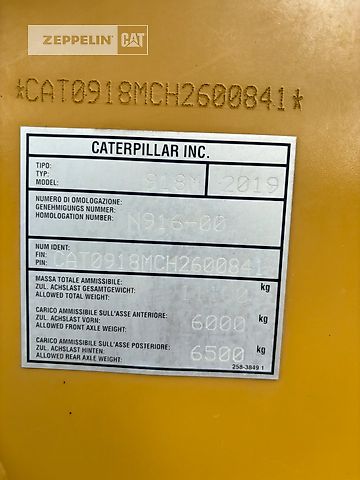 ZEPPELIN CAT
*CAT0918MCH2600841*
CATERPILLAR INC.
TIPO:
TYP:
MODEL: 918M 2019
NUMERO DI OMOLOGAZIONE:
GENEHMIGUNGS NUMMER:
HOMOLOGATION NUMBER: N916-00
NUM IDENT:
FIN:
PIN: CAT0918MCH2600841
MASSA TOTALE AMMISSIBILE:
ZUL. ACHSLAST GESAMTGEWICHT: kg
ALLOWED TOTAL WEIGHT:
CARICO AMMISSIBILE SULL'ASSE ANTERIORE:
ZUL. ACHSLAST VORN: 6000 kg
ALLOWED FRONT AXLE WEIGHT:
CARICO AMMISSIBILE SULL'ASSE POSTERIORE:
ZUL. ACHSLAST HINTEN: 6500 kg
ALLOWED REAR AXLE WEIGHT:
258-3849 1